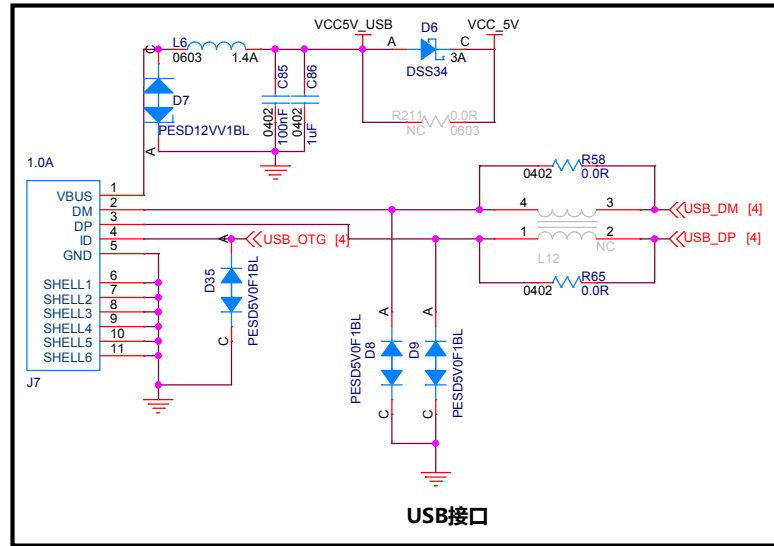 VCC5V_USB
D6
VCC_5V
C
L6
A
C
0603
1.4A
DSS34
3A
C85
C86
D7
R211
0.0R
NC
0603
0402
100nF
0402
1uF
PESD12VV1BL
A
1.0A
R58
0402
0.0R
VBUS
1
DM
2
4
3
USB_DM [4]
DP
3
ID
4
A
USB_OTG [4]
1
2
USB_DP [4]
GND
5
L12
NC
D35
R65
SHELL1
6
0402
0.0R
SHELL2
7
SHELL3
8
SHELL4
9
SHELL5
10
SHELL6
11
PESD5V0F1BL
C
A
A
D8
D9
PESD5V0F1BL
PESD5V0F1BL
J7
C
C
USB接口